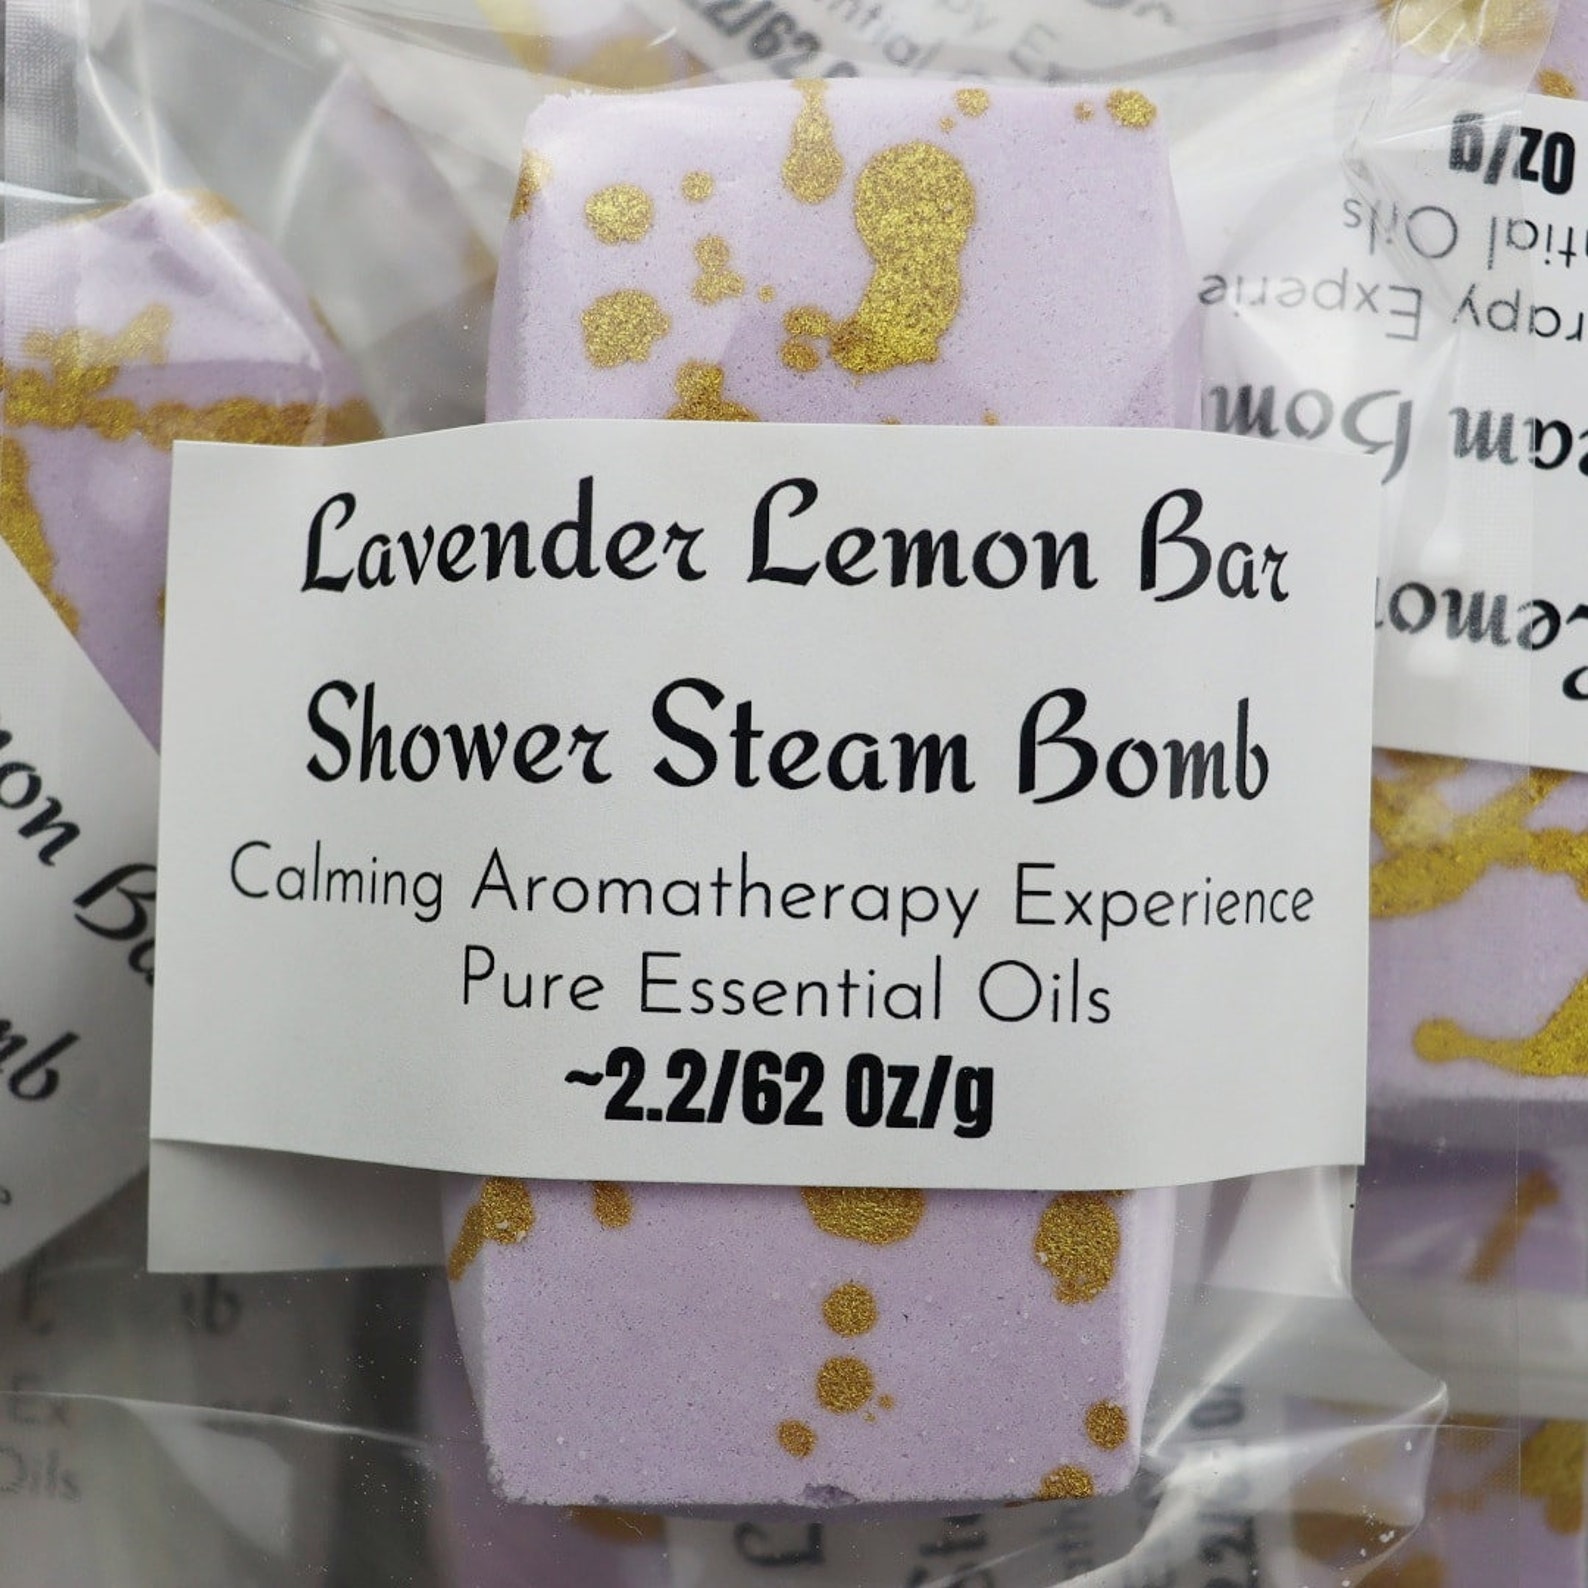 Lavender Lemon Bar
Shower Steam Bomb
Calming Aromatherapy Experience
Pure Essential Oils
~2.2/62 Oz/g